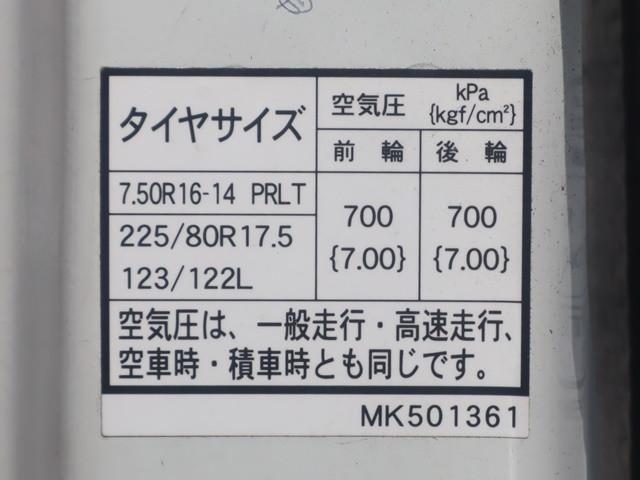 タイヤサイズ
空気圧 kPa {kgf/cm²}
前輪 後輪
7.50R16-14 PRLT
225/80R17.5
123/122L
700 700
{7.00} {7.00}
空気圧は、一般走行・高速走行、
空車時・積車時とも同じです。
MK501361